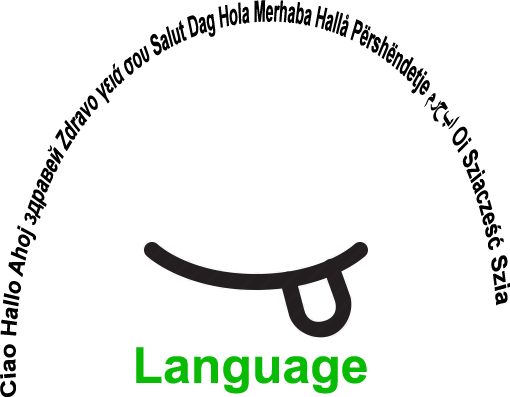 Ciao Hallo Ahoj здравей Zdravo γειά σου Salut Dag Hola Merhaba Hallå Përshëndetje Oi Sziacześć Szia
Language